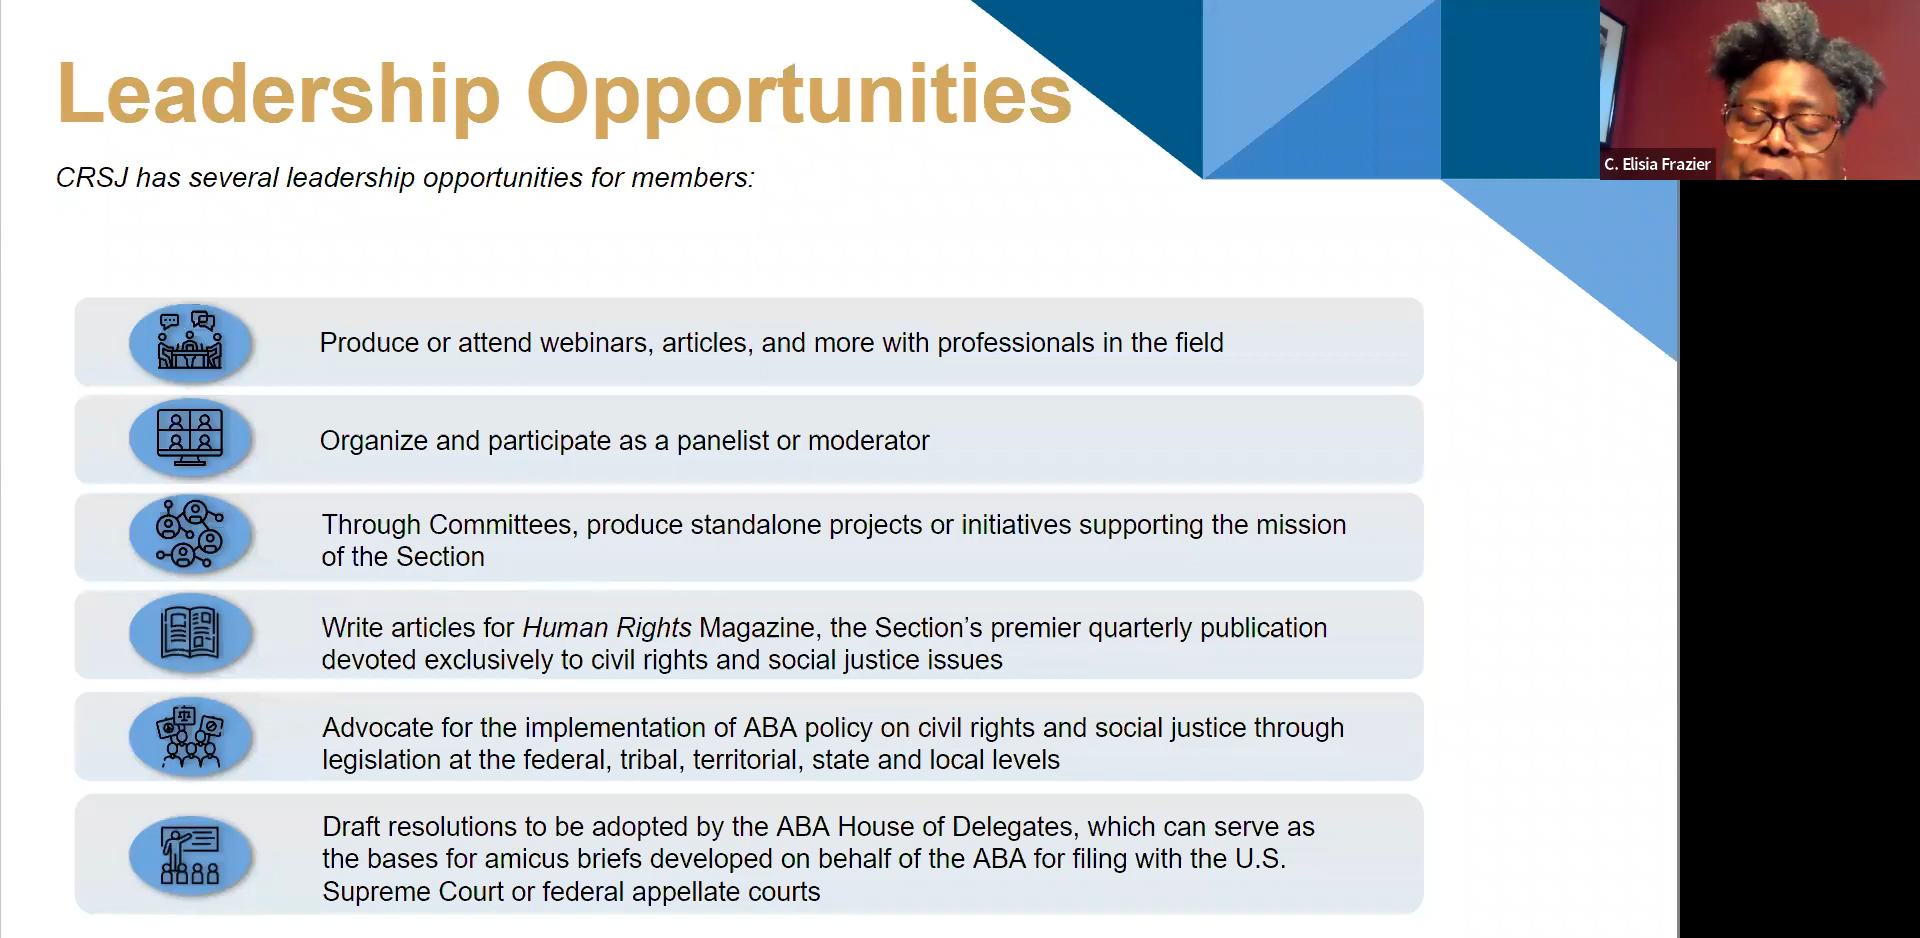 Leadership Opportunities
CRSJ has several leadership opportunities for members:
C. Elisia Frazier
Produce or attend webinars, articles, and more with professionals in the field
Organize and participate as a panelist or moderator
Through Committees, produce standalone projects or initiatives supporting the mission
of the Section
Write articles for Human Rights Magazine, the Section’s premier quarterly publication
devoted exclusively to civil rights and social justice issues
Advocate for the implementation of ABA policy on civil rights and social justice through
legislation at the federal, tribal, territorial, state and local levels
Draft resolutions to be adopted by the ABA House of Delegates, which can serve as
the bases for amicus briefs developed on behalf of the ABA for filing with the U.S.
Supreme Court or federal appellate courts